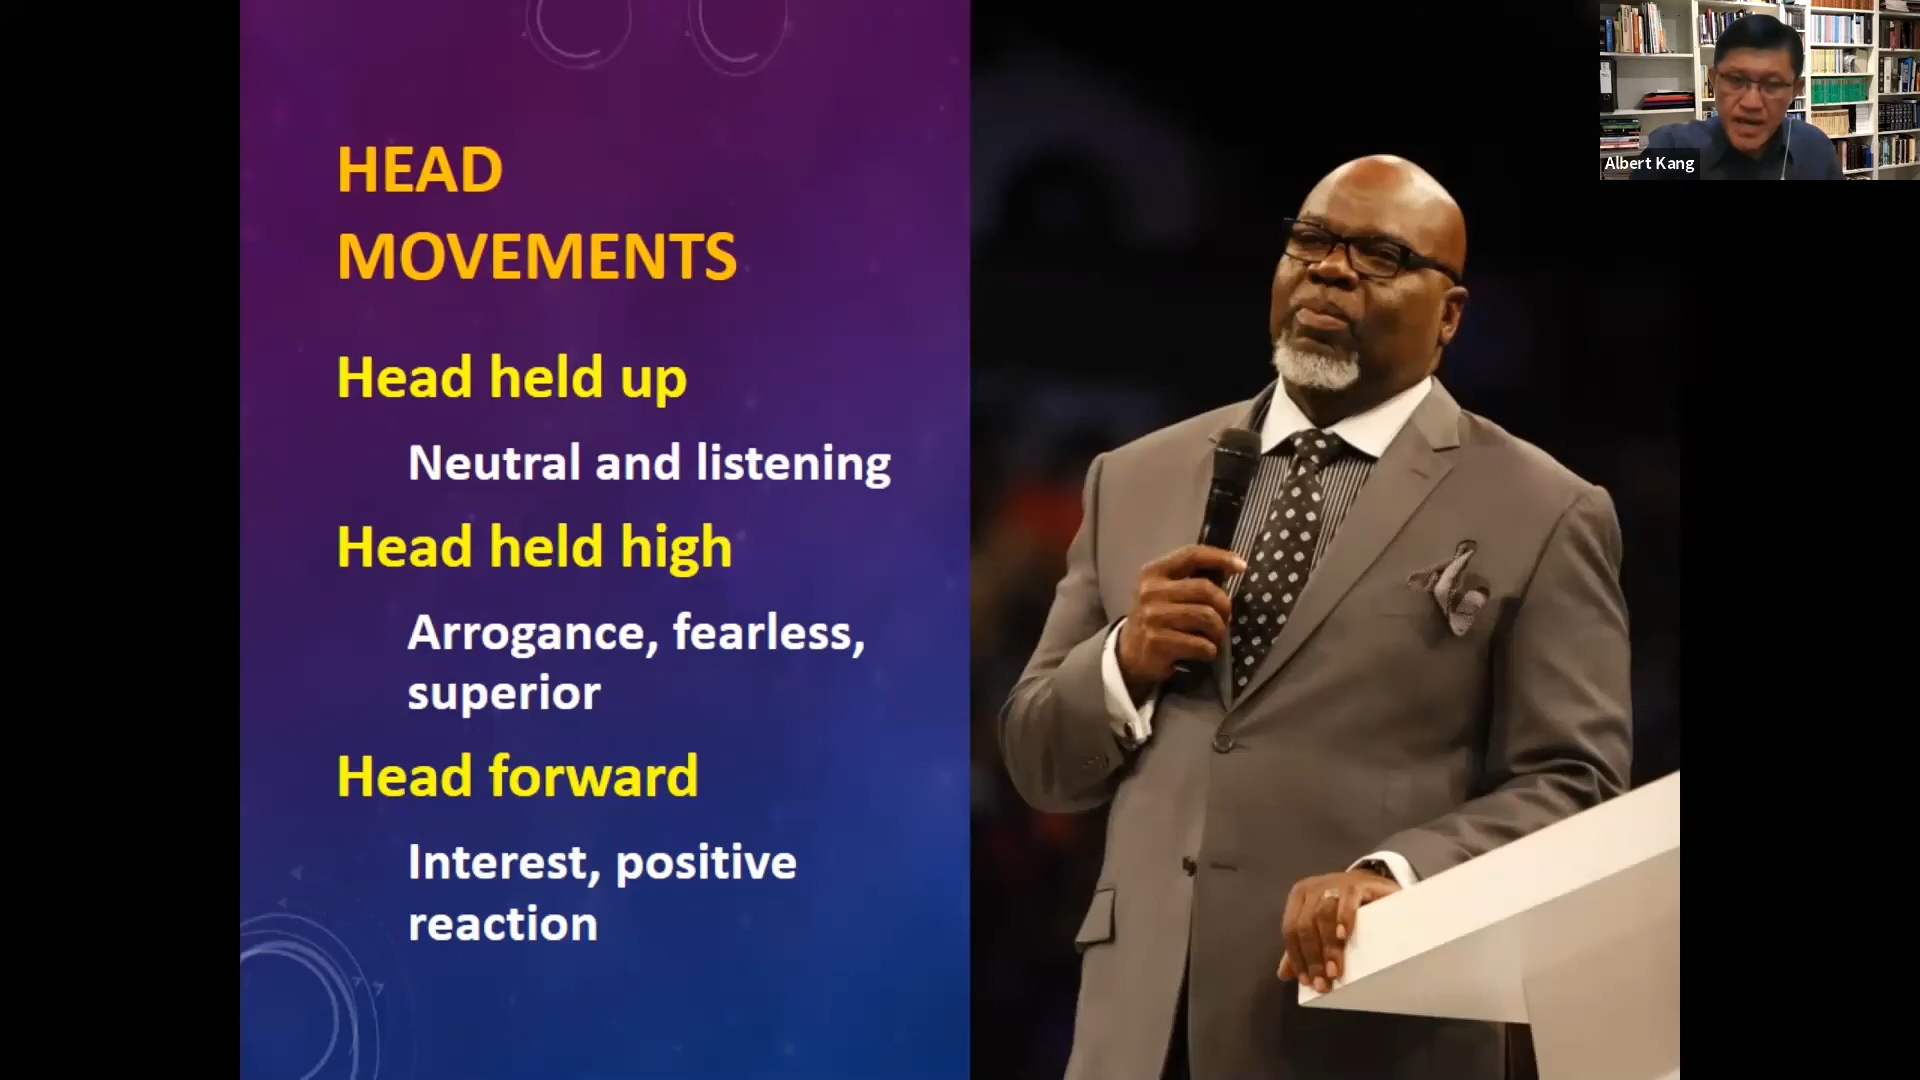 HEAD
MOVEMENTS
Head held up
Neutral and listening
Head held high
Arrogance, fearless,
superior
Head forward
Interest, positive
reaction
Albert Kang